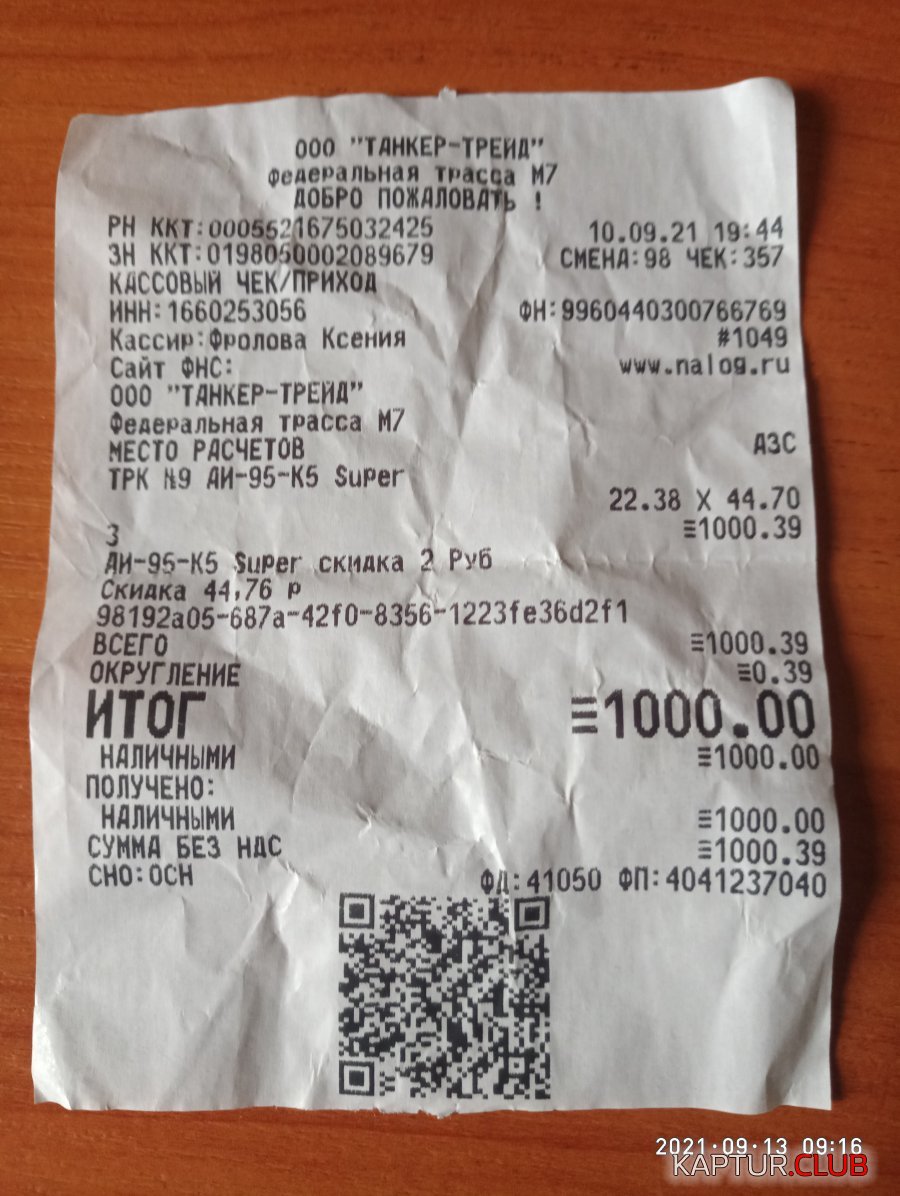 ООО "ТАНКЕР-ТРЕЙД"
Федеральная трасса М7
ДОБРО ПОЖАЛОВАТЬ !
РН ККТ:0005521675032425 10.09.21 19:44
ЗН ККТ:0198050002089679 СМЕНА:98 ЧЕК:357
КАССОВЫЙ ЧЕК/ПРИХОД
ИНН:1660253056 ФН:9960440300766769
Кассир:Фролова Ксения #1049
Сайт ФНС: www.nalog.ru
ООО "ТАНКЕР-ТРЕЙД"
Федеральная трасса М7
МЕСТО РАСЧЕТОВ АЗС
ТРК №9 АИ-95-К5 Super
22.38 X 44.70
3 ≡1000.39
АИ-95-К5 Super скидка 2 Руб
Скидка 44,76 р
98192a05-687a-42f0-8356-1223fe36d2f1
ВСЕГО ≡1000.39
ОКРУГЛЕНИЕ ≡0.39
ИТОГ ≡1000.00
НАЛИЧНЫМИ ≡1000.00
ПОЛУЧЕНО:
НАЛИЧНЫМИ ≡1000.00
СУММА БЕЗ НДС ≡1000.39
СНО:ОСН ФД:41050 ФП:4041237040
2021·09·13 09:16
KAPTUR.CLUB